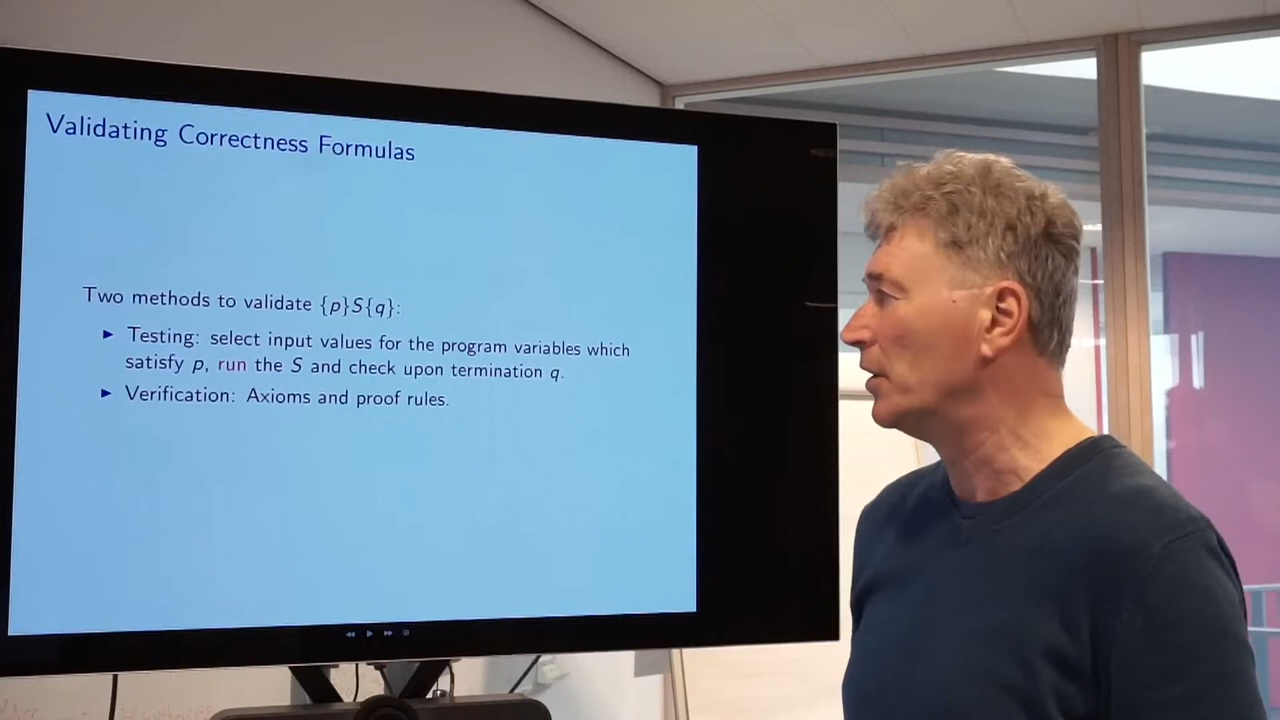 Validating Correctness Formulas
Two methods to validate {p}S{q}:
► Testing: select input values for the program variables which
satisfy p, run the S and check upon termination q.
► Verification: Axioms and proof rules.